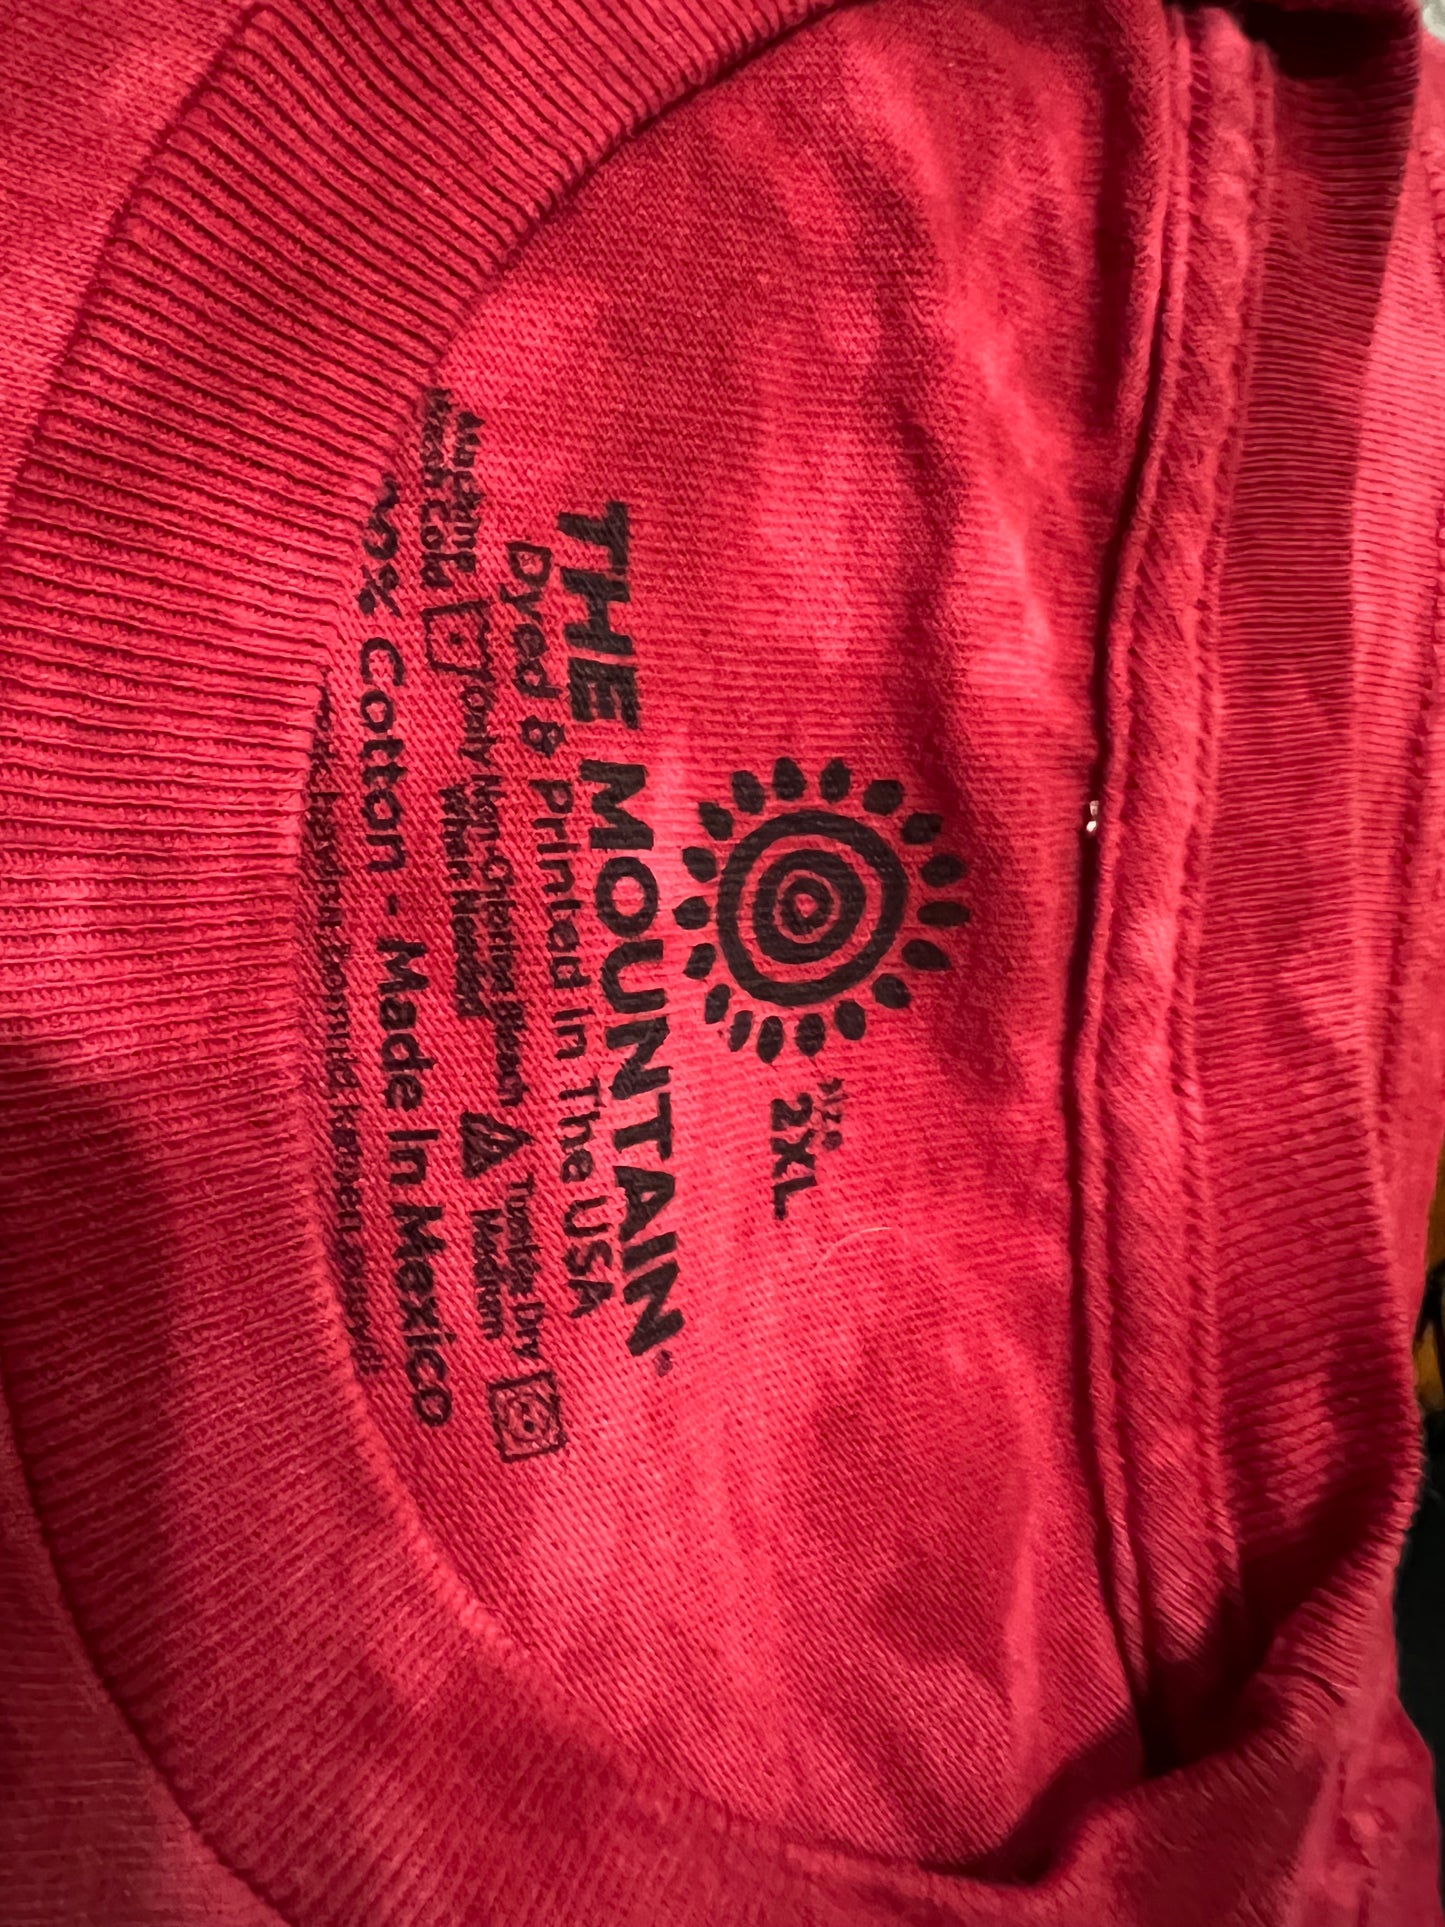 SIZE
2XL
THE MOUNTAIN®
Dyed & Printed In The USA
Machine Only Non-Chlorine Bleach Tumble Dry
Wash Cold When Needed Medium
% Cotton - Made In Mexico